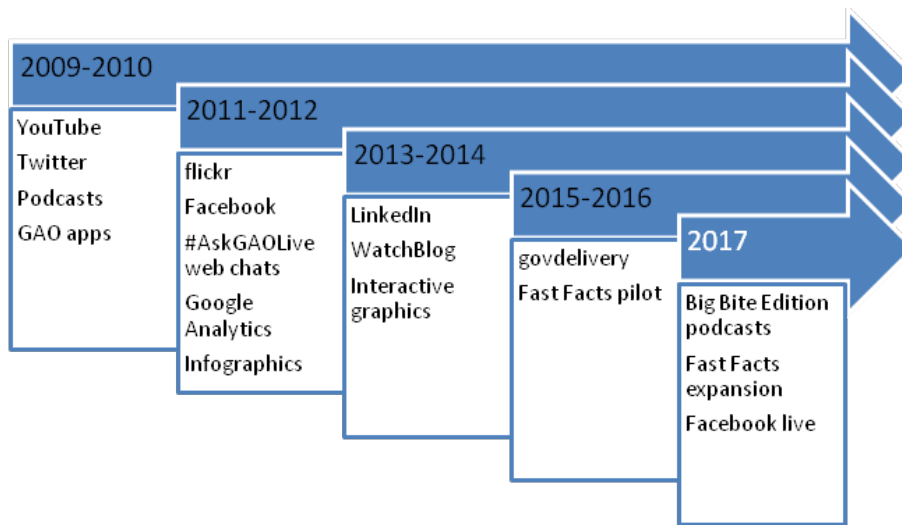 2009-2010
YouTube
Twitter
Podcasts
GAO apps
2011-2012
flickr
Facebook
#AskGAOLive
web chats
Google
Analytics
Infographics
2013-2014
LinkedIn
WatchBlog
Interactive
graphics
2015-2016
govdelivery
Fast Facts pilot
2017
Big Bite Edition
podcasts
Fast Facts
expansion
Facebook live